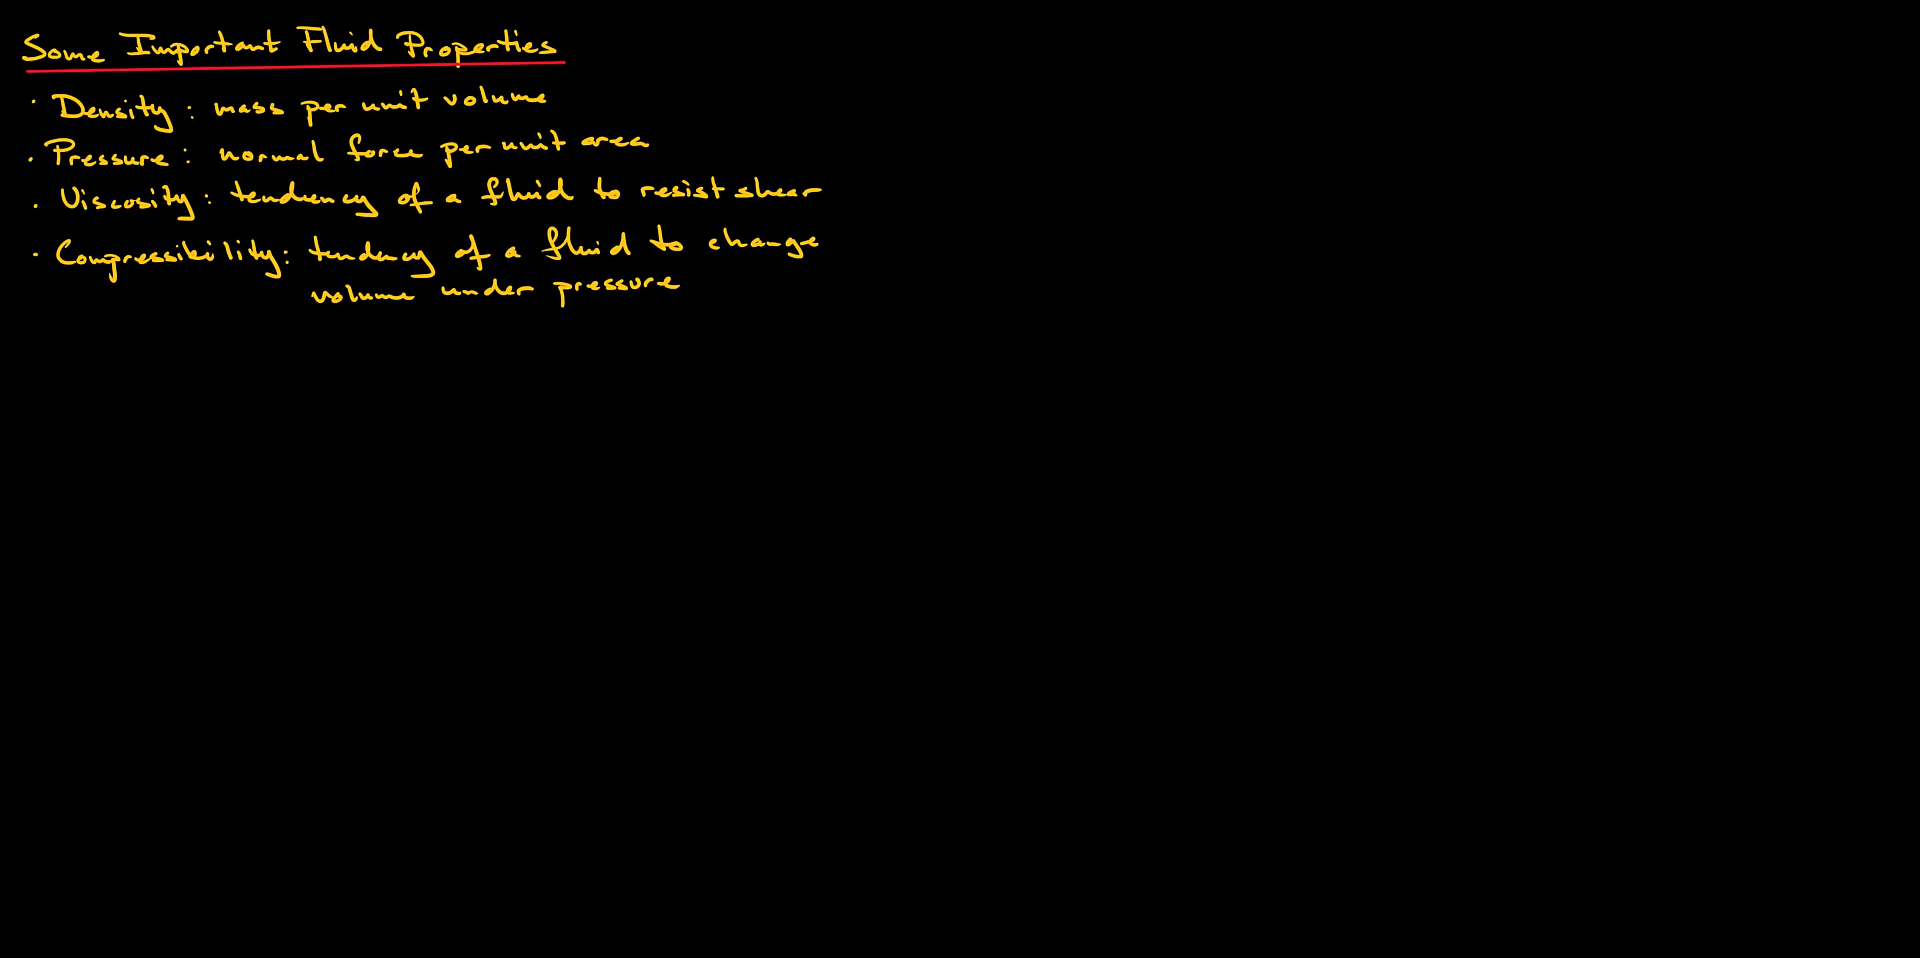 Some Important Fluid Properties
· Density: mass per unit volume
· Pressure: normal force per unit area
· Viscosity: tendency of a fluid to resist shear
· Compressibility: tendency of a fluid to change
volume under pressure